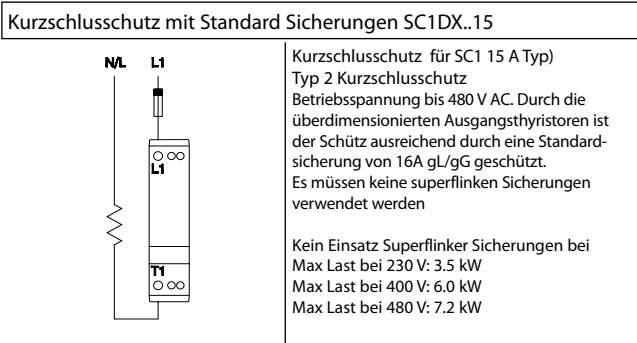 Kurzschlusschutz mit Standard Sicherungen SC1DX..15
N/L L1
L1
T1
Kurzschlusschutz für SC1 15 A Typ)
Typ 2 Kurzschlusschutz
Betriebsspannung bis 480 V AC. Durch die
überdimensionierten Ausgangsthyristoren ist
der Schütz ausreichend durch eine Standard-
sicherung von 16A gL/gG geschützt.
Es müssen keine superflinken Sicherungen
verwendet werden
Kein Einsatz Superflinker Sicherungen bei
Max Last bei 230 V: 3.5 kW
Max Last bei 400 V: 6.0 kW
Max Last bei 480 V: 7.2 kW